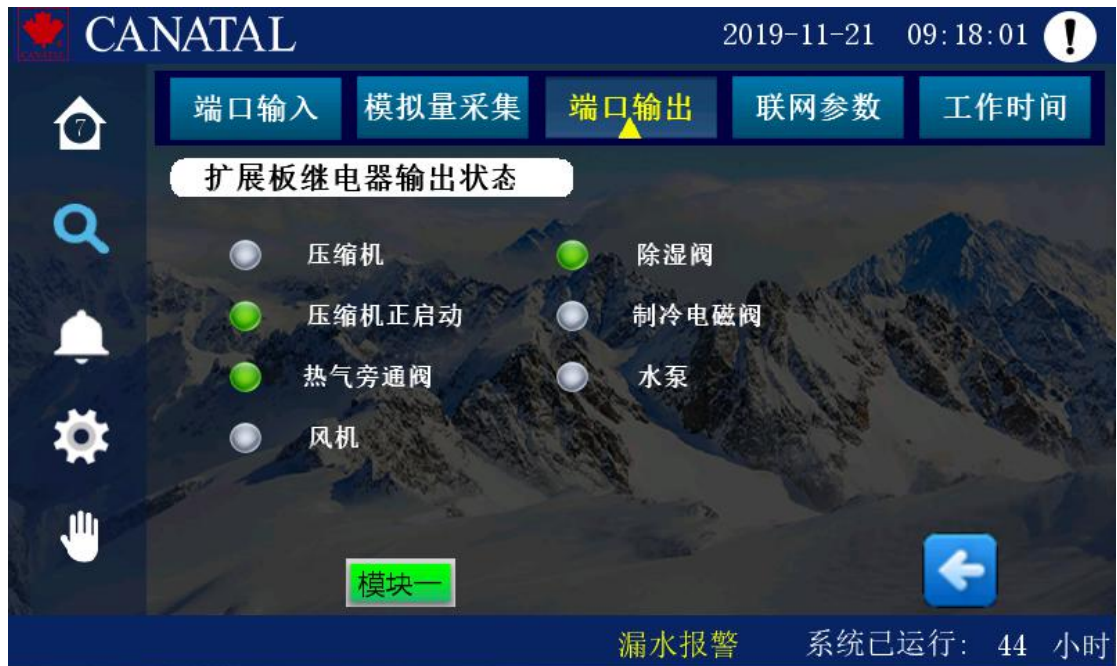 CANATAL 2019-11-21 09:18:01
CANATAL
端口输入 模拟量采集 端口输出 联网参数 工作时间
7
扩展板继电器输出状态
压缩机 除湿阀
压缩机正启动 制冷电磁阀
热气旁通阀 水泵
风机
模块一
漏水报警 系统已运行: 44 小时